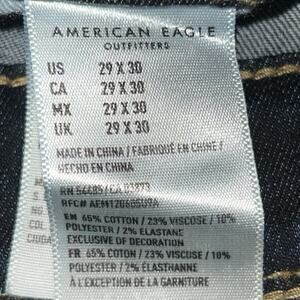 AMERICAN EAGLE
OUTFITTERS
US 29 X 30
CA 29 X 30
MX 29 X 30
UK 29 X 30
MADE IN CHINA / FABRIQUÉ EN CHINE /
HECHO EN CHINA
EN 65% COTTON / 23% VISCOSE / 10%
POLYESTER / 2% ELASTANE
EXCLUSIVE OF DECORATION
FR 65% COTTON / 23% VISCOSE / 10%
POLYESTER / 2% ÉLASTHANNE
À L'EXCEPTION DE LA GARNITURE